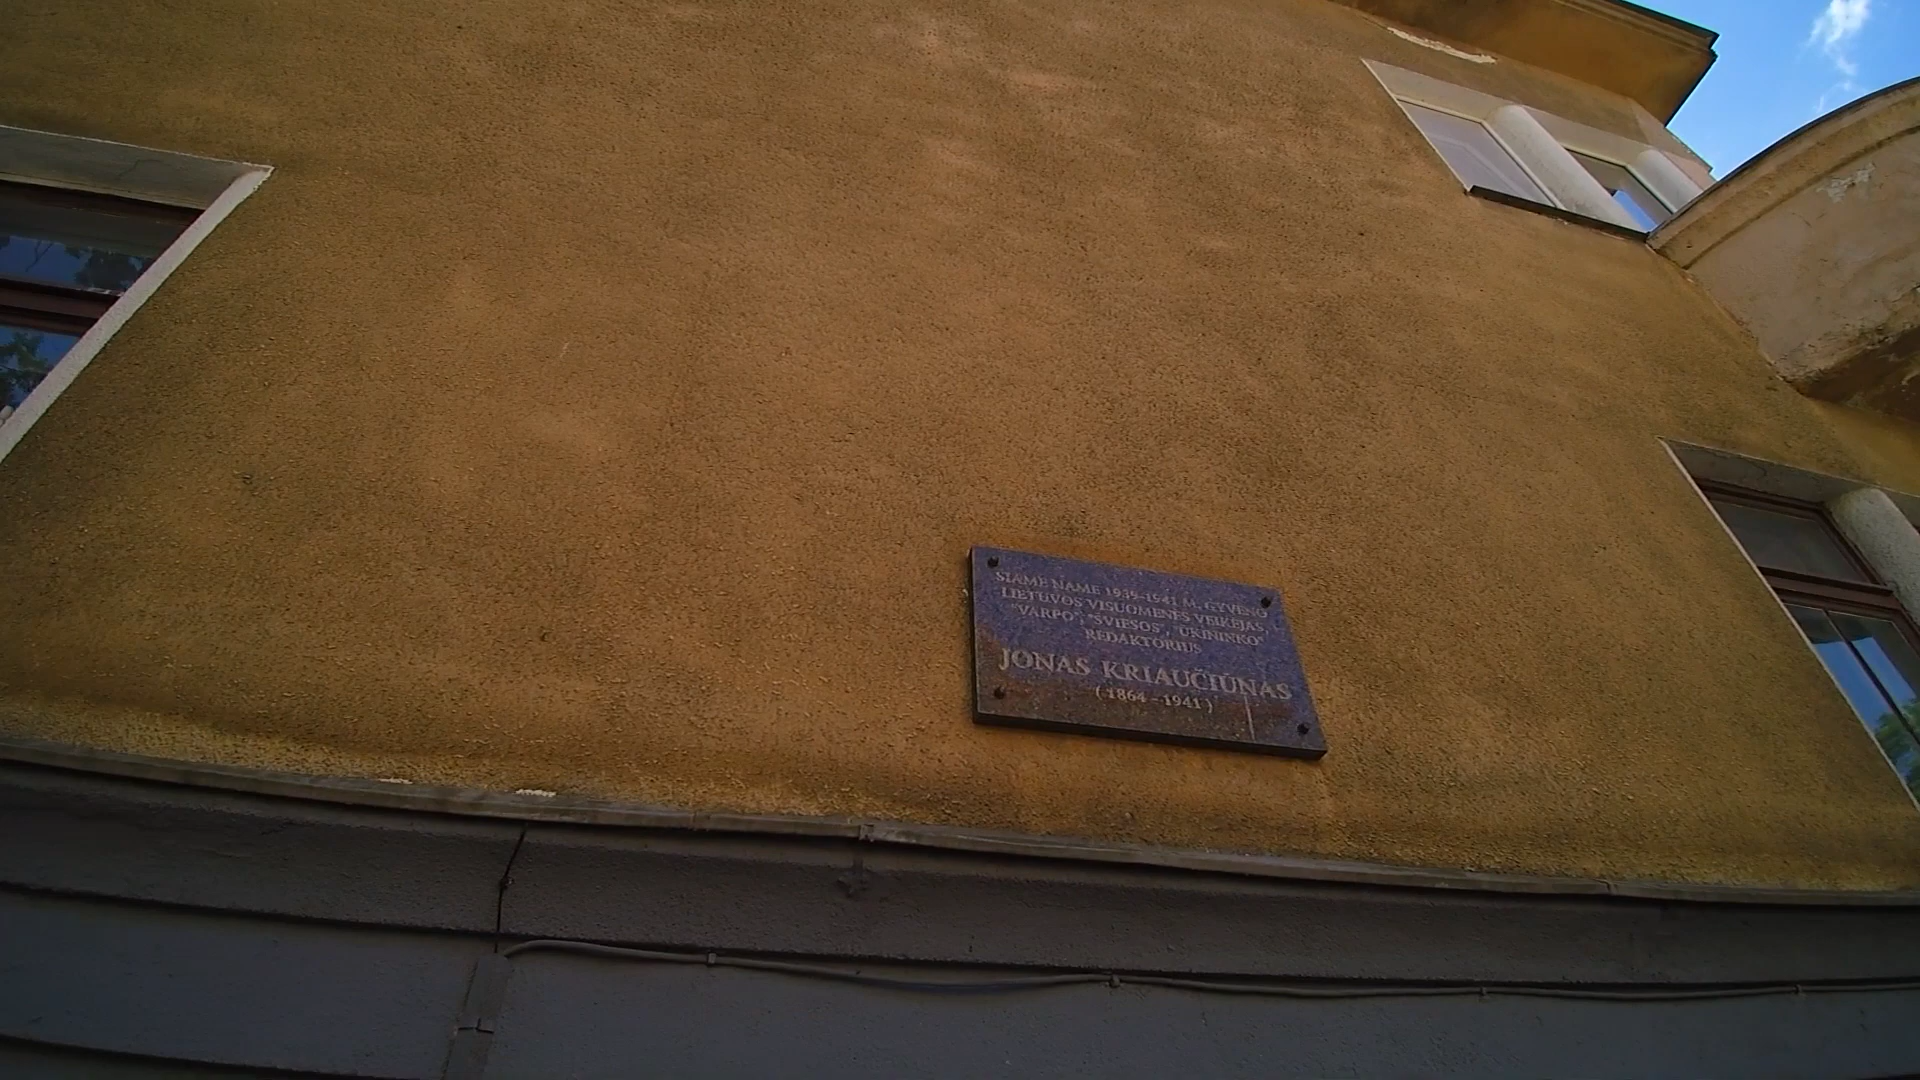 ŠIAME NAME 1939-1941 M. GYVENO
LIETUVOS VISUOMENĖS VEIKĖJAS,
"VARPO", "ŠVIESOS", "ŪKININKO"
REDAKTORIUS
JONAS KRIAUČIŪNAS
(1864 - 1941)